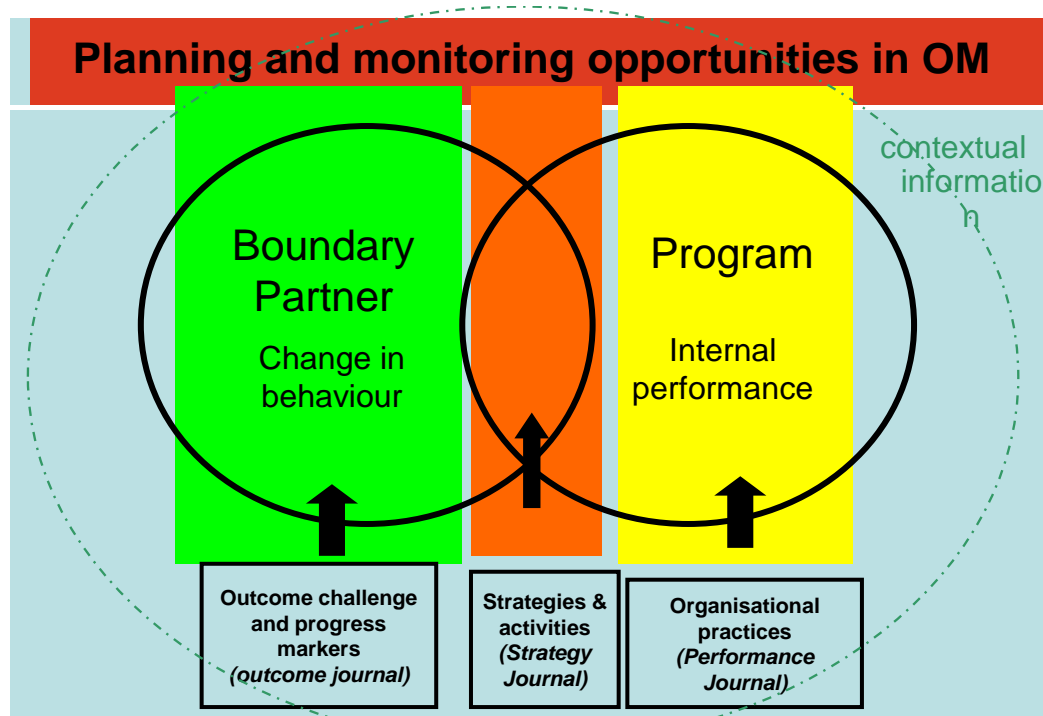 Planning and monitoring opportunities in OM
contextual
informatio
n
Boundary
Partner
Change in
behaviour
Program
Internal
performance
Outcome challenge
and progress
markers
(outcome journal)
Strategies &
activities
(Strategy
Journal)
Organisational
practices
(Performance
Journal)